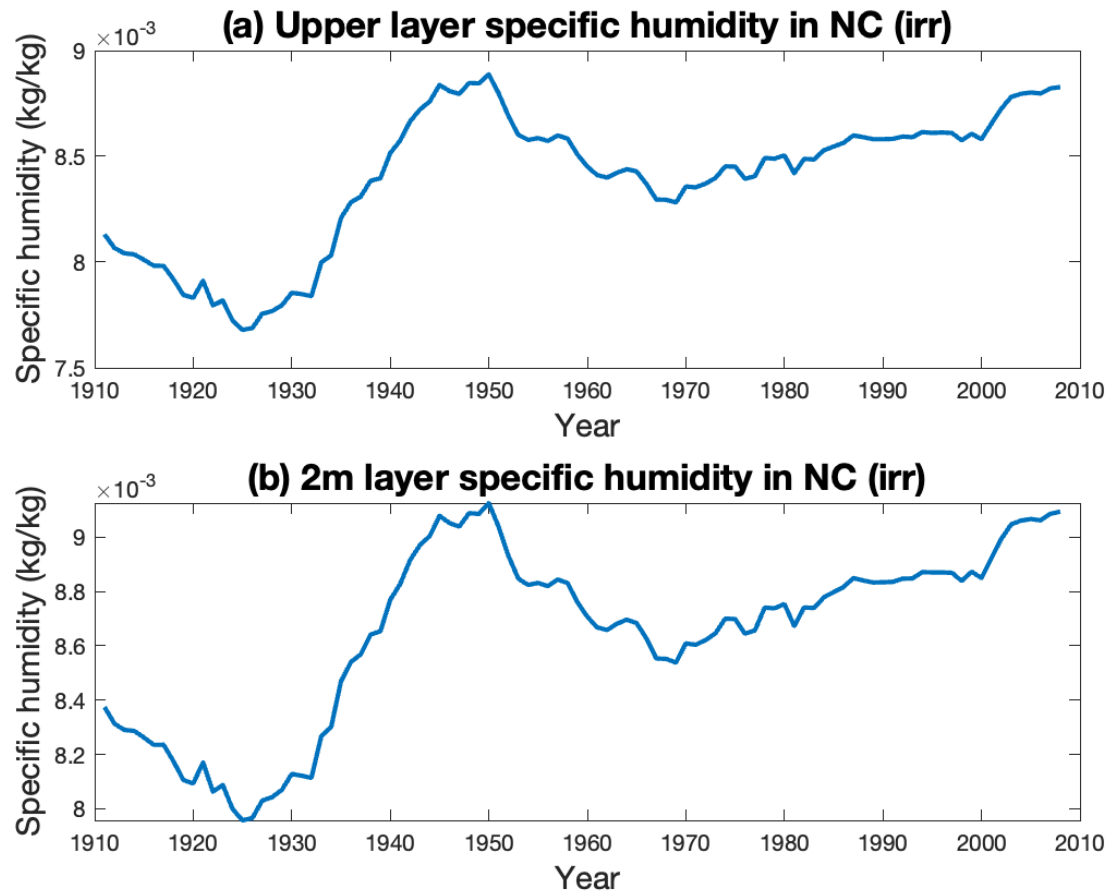 (a) Upper layer specific humidity in NC (irr)
×10-3
Specific humidity (kg/kg)
9
8.5
8
7.5
1910 1920 1930 1940 1950 1960 1970 1980 1990 2000 2010
Year
(b) 2m layer specific humidity in NC (irr)
×10-3
Specific humidity (kg/kg)
9
8.8
8.6
8.4
8.2
8
1910 1920 1930 1940 1950 1960 1970 1980 1990 2000 2010
Year